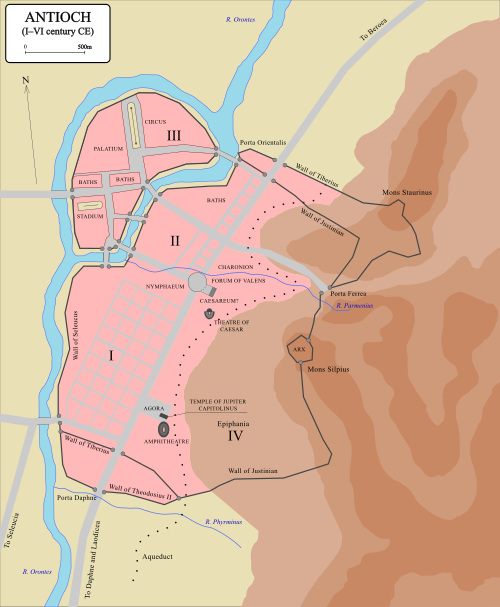 ANTIOCH
(I–VI century CE)
0 500m
R. Orontes
To Beroea
N
CIRCUS
III
PALATIUM
Porta Orientalis
BATHS
BATHS
Wall of Tiberius
Mons Staurinus
STADIUM
BATHS
Wall of Justinian
II
CHARONION
NYMPHAEUM
FORUM OF VALENS
Porta Ferrea
CAESAREUM?
R. Parmenius
THEATRE OF
CAESAR
Wall of Seleucus
ARX
I
Mons Silpius
AGORA
TEMPLE OF JUPITER
CAPITOLINUS
Epiphania
IV
AMPHITHEATRE
Wall of Tiberius
Wall of Justinian
Porta Daphne
Wall of Theodosius II
To Seleucia
To Daphne and Laodicea
R. Phyrminus
Aqueduct
R. Orontes